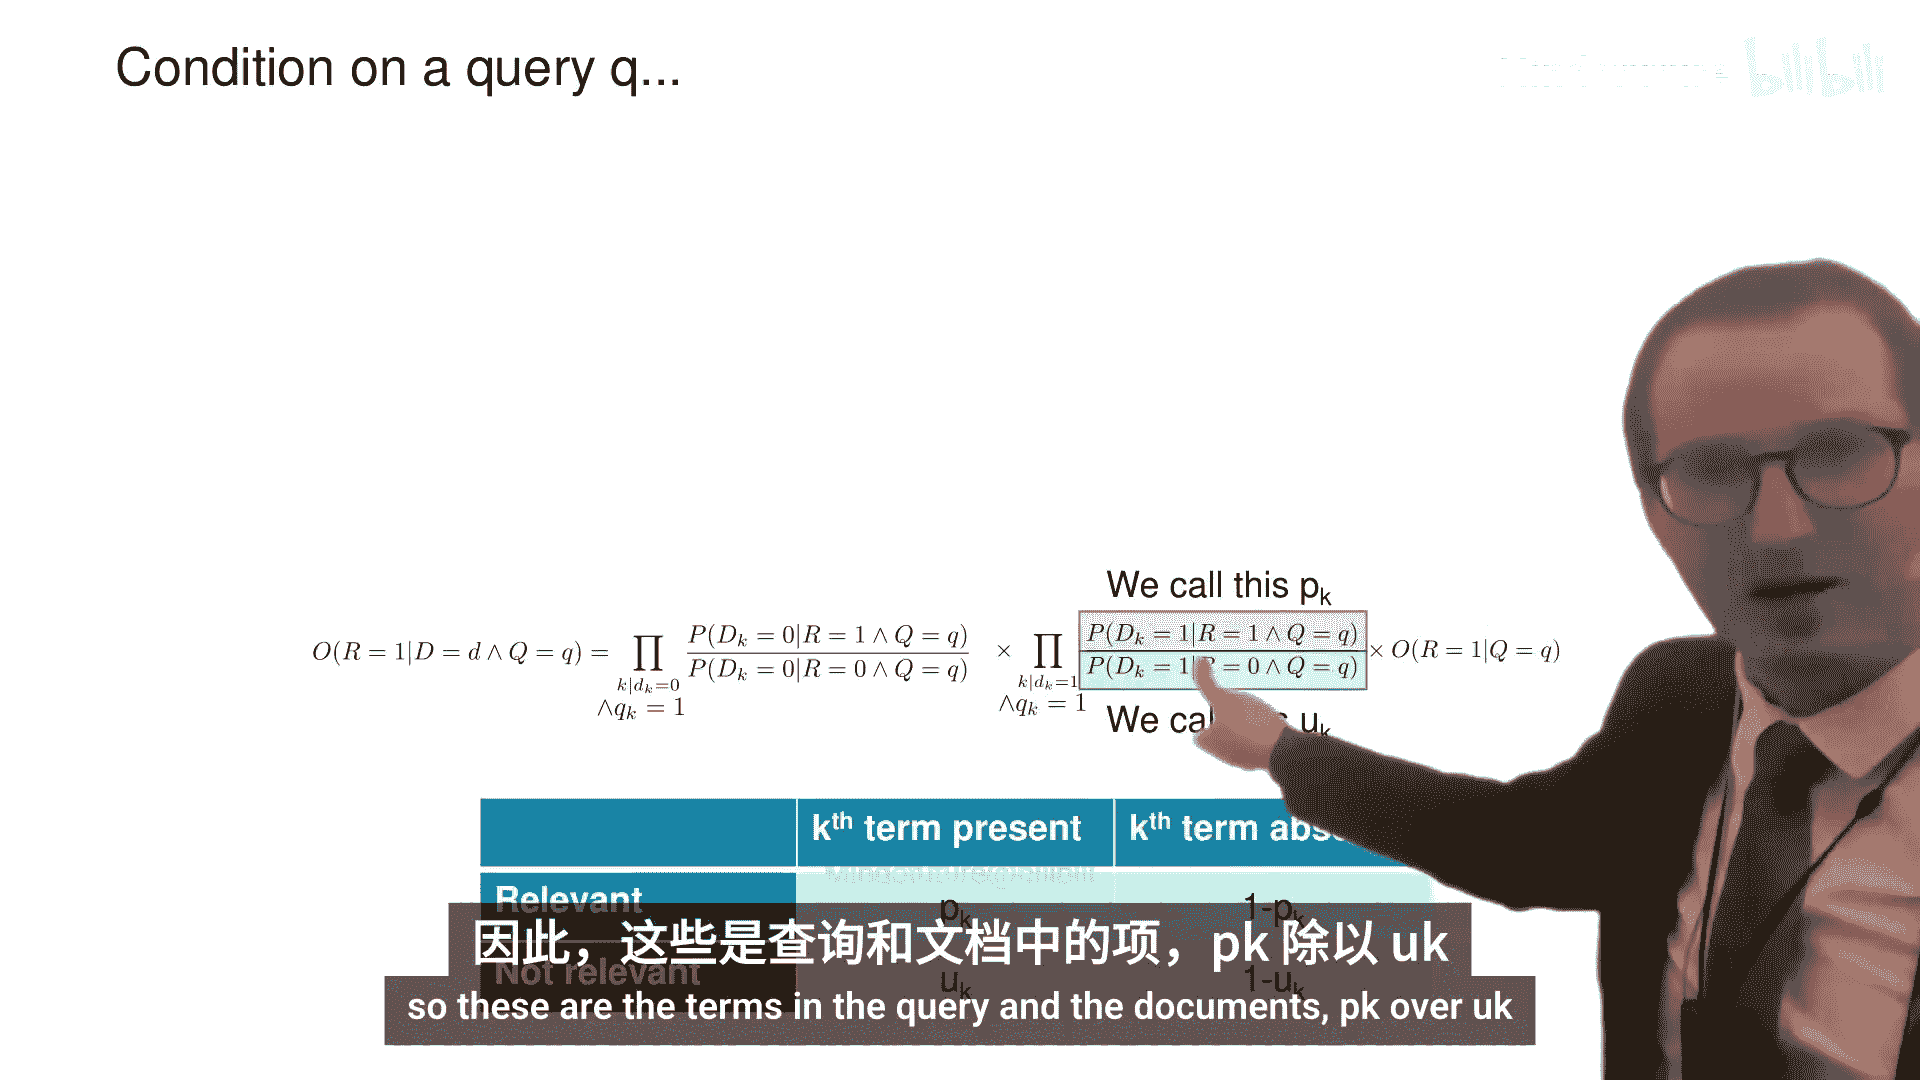 Condition on a query q...
bilibili
We call this pk
O(R = 1|D = d ∧ Q = q) = ∏ k|dk=0 ∧qk = 1 P(Dk = 0|R = 1 ∧ Q = q) / P(Dk = 0|R = 0 ∧ Q = q) × ∏ k|dk=1 ∧qk = 1 P(Dk = 1|R = 1 ∧ Q = q) / P(Dk = 1|R = 0 ∧ Q = q) × O(R = 1|Q = q)
We uk
kth term present kth term
Relevant pk 1-pk
Not relevant uk 1-uk
因此，这些是查询和文档中的项，pk 除以 uk
so these are the terms in the query and the documents, pk over uk